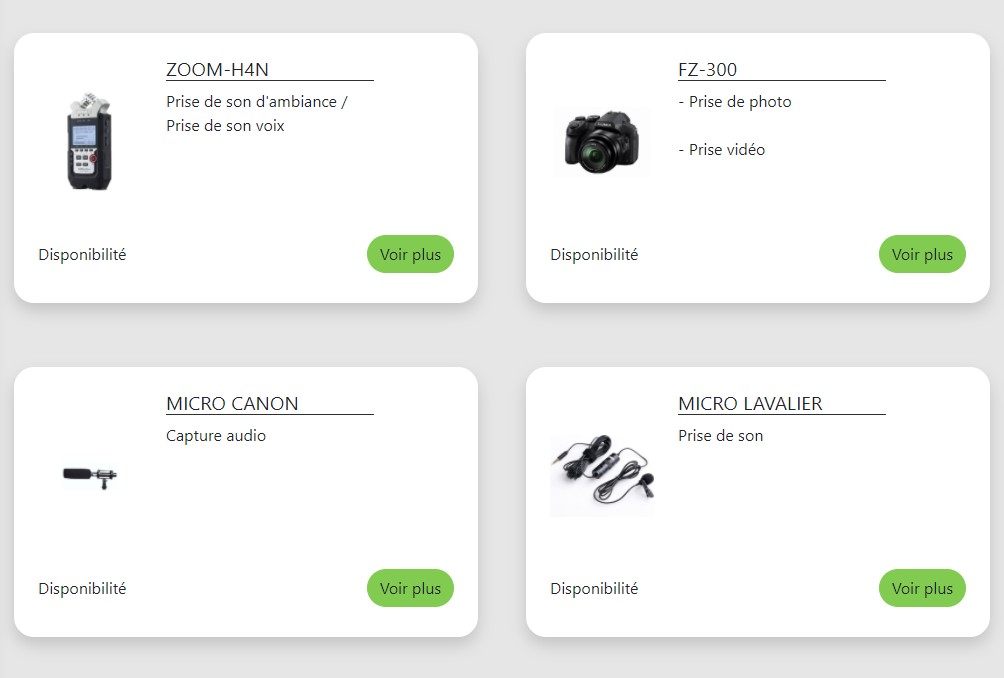 ZOOM-H4N
Prise de son d'ambiance /
Prise de son voix
Disponibilité
Voir plus
FZ-300
- Prise de photo
- Prise vidéo
Disponibilité
Voir plus
MICRO CANON
Capture audio
Disponibilité
Voir plus
MICRO LAVALIER
Prise de son
Disponibilité
Voir plus